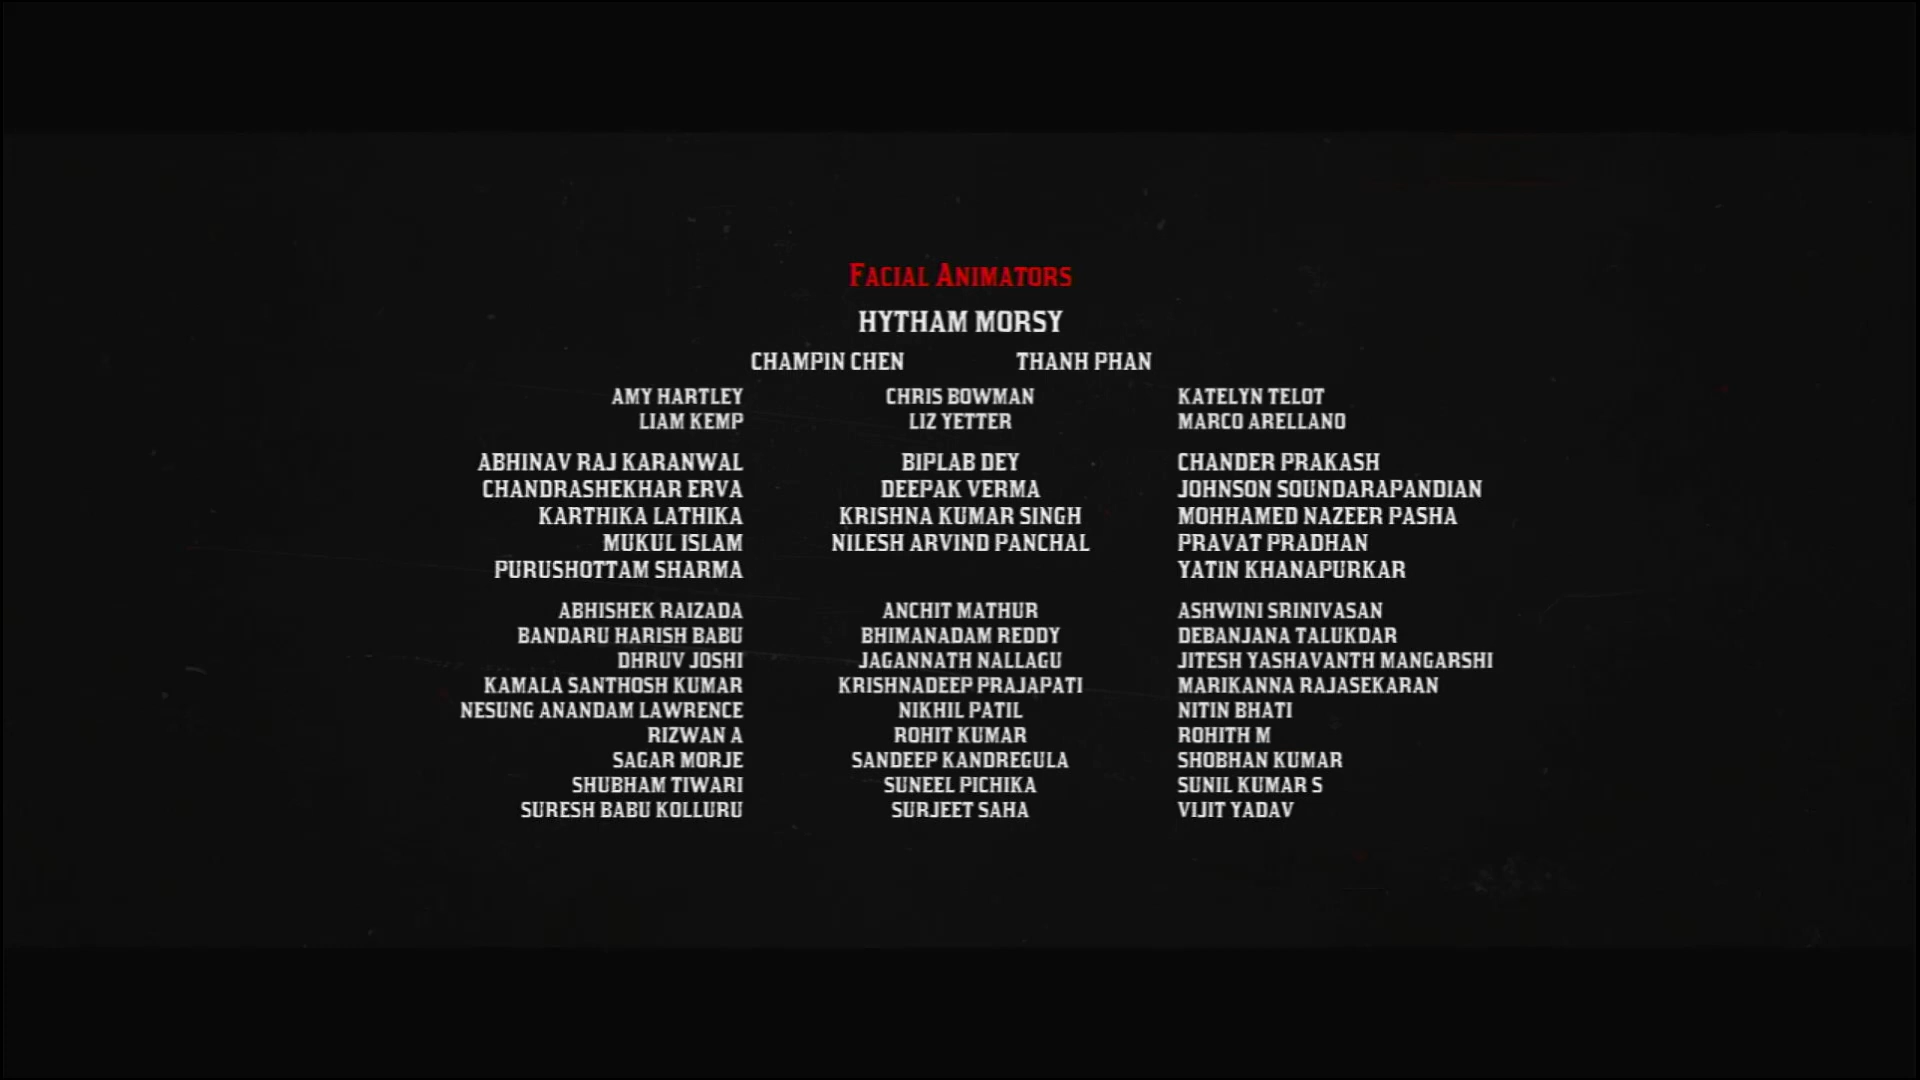 Facial Animators
HYTHAM MORSY
CHAMPIN CHEN THANH PHAN
AMY HARTLEY CHRIS BOWMAN KATELYN TELOT
LIAM KEMP LIZ YETTER MARCO ARELLANO
ABHINAV RAJ KARANWAL BIPLAB DEY CHANDER PRAKASH
CHANDRASHEKHAR ERVA DEEPAK VERMA JOHNSON SOUNDARAPANDIAN
KARTHIKA LATHIKA KRISHNA KUMAR SINGH MOHHAMED NAZEER PASHA
MUKUL ISLAM NILESH ARVIND PANCHAL PRAVAT PRADHAN
PURUSHOTTAM SHARMA YATIN KHANAPURKAR
ABHISHEK RAIZADA ANCHIT MATHUR ASHWINI SRINIVASAN
BANDARU HARISH BABU BHIMANADAM REDDY DEBANJANA TALUKDAR
DHRUV JOSHI JAGANNATH NALLAGU JITESH YASHAVANTH MANGARSHI
KAMALA SANTHOSH KUMAR KRISHNADEEP PRAJAPATI MARIKANNA RAJASEKARAN
NESUNG ANANDAM LAWRENCE NIKHIL PATIL NITIN BHATI
RIZWAN A ROHIT KUMAR ROHITH M
SAGAR MORJE SANDEEP KANDREGULA SHOBHAN KUMAR
SHUBHAM TIWARI SUNEEL PICHIKA SUNIL KUMAR S
SURESH BABU KOLLURU SURJEET SAHA VIJIT YADAV